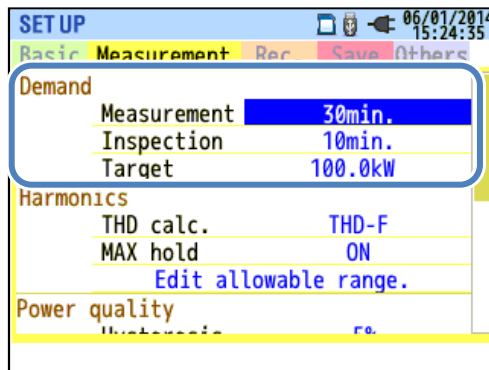 SET UP 06/01/2014
15:24:35
Basic Measurement Rec. Save Others
Demand
Measurement 30min.
Inspection 10min.
Target 100.0kW
Harmonics
THD calc. THD-F
MAX hold ON
Edit allowable range.
Power quality
Hysteresis 5%